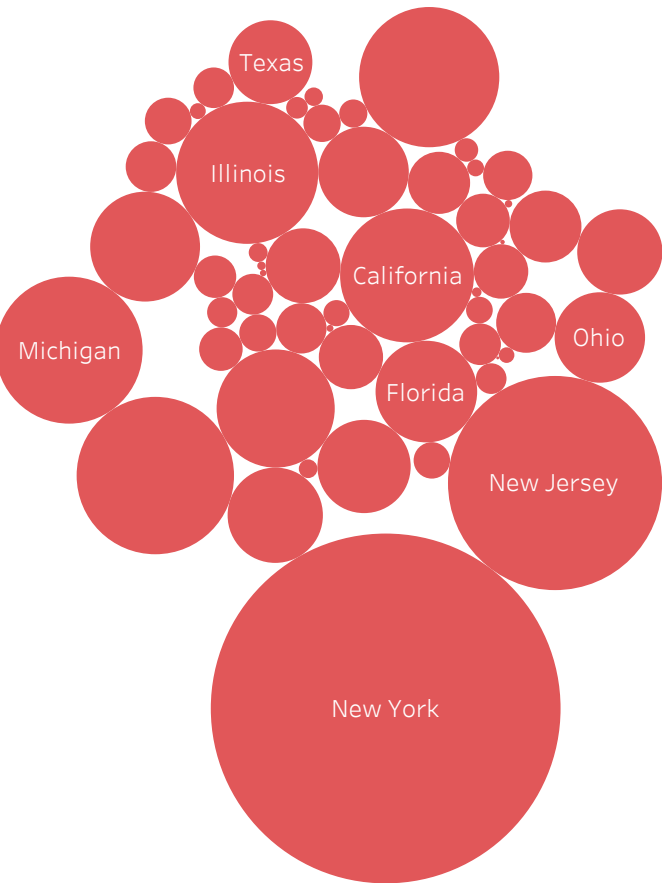 Texas
Illinois
California
Michigan
Ohio
Florida
New Jersey
New York